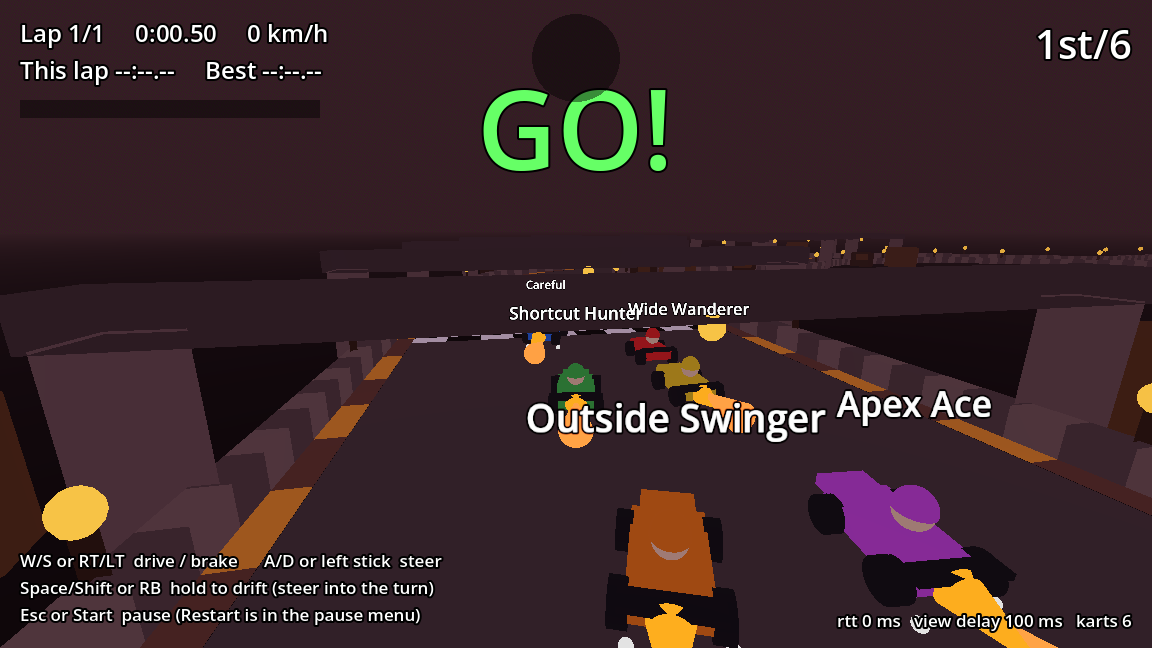 Lap 1/1 0:00.50 0 km/h
1st/6
This lap --:--.-- Best --:--.--
GO!
Careful
Shortcut Hunter
Wide Wanderer
Outside Swinger
Apex Ace
W/S or RT/LT drive / brake A/D or left stick steer
Space/Shift or RB hold to drift (steer into the turn)
Esc or Start pause (Restart is in the pause menu)
rtt 0 ms view delay 100 ms karts 6